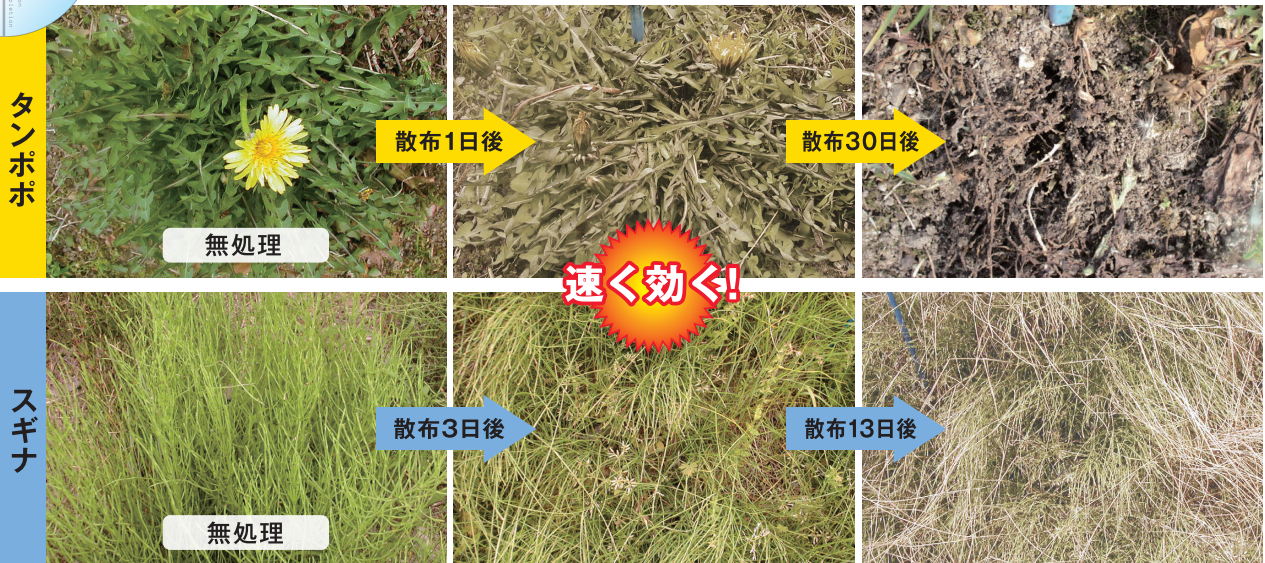 タンポポ
無処理
散布1日後
散布30日後
速く効く!
スギナ
無処理
散布3日後
散布13日後